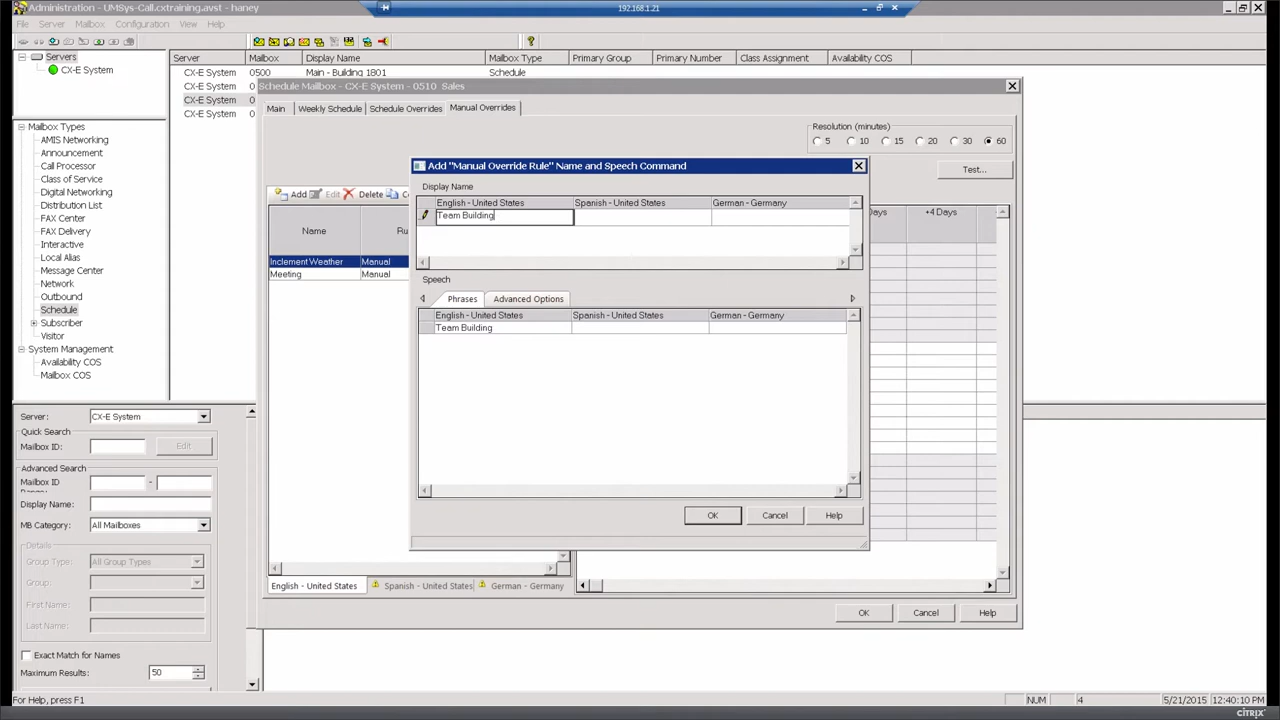 Administration - UMSys-Call.cxtraining.avst - haney
192.168.1.21
File Server Mailbox Configuration View Help
Servers
CX-E System
Server Mailbox Display Name Mailbox Type Primary Group Primary Number Class Assignment Availability COS
CX-E System 0500 Main - Building 1801 Schedule
CX-E System 0
CX-E System 0
CX-E System 0
Schedule Mailbox - CX-E System - 0510 Sales
Main Weekly Schedule Schedule Overrides Manual Overrides
Resolution (minutes)
5 10 15 20 30 60
Test...
Add Edit Delete
Name
Inclement Weather Manual
Meeting Manual
Days +4 Days
Add "Manual Override Rule" Name and Speech Command
Display Name
English - United States Spanish - United States German - Germany
Team Building
Speech
Phrases Advanced Options
English - United States Spanish - United States German - Germany
Team Building
OK Cancel Help
English - United States Spanish - United States German - Germany
OK Cancel Help
Mailbox Types
AMIS Networking
Announcement
Call Processor
Class of Service
Digital Networking
Distribution List
FAX Center
FAX Delivery
Interactive
Local Alias
Message Center
Network
Outbound
Schedule
Subscriber
Visitor
System Management
Availability COS
Mailbox COS
Server: CX-E System
Quick Search
Mailbox ID: Edit
Advanced Search
Mailbox ID -
Display Name:
MB Category: All Mailboxes
Details
Group Type: All Group Types
Group:
First Name:
Last Name:
Exact Match for Names
Maximum Results: 50
For Help, press F1
NUM 4 5/21/2015 12:40:10 PM
CITRIX